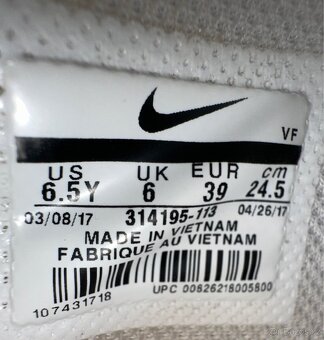 VF
US UK EUR cm
6.5Y 6 39 24.5
03/08/17 314195-113 04/26/17
MADE IN VIETNAM
FABRIQUE AU VIETNAM
107431718
UPC 00826218005800